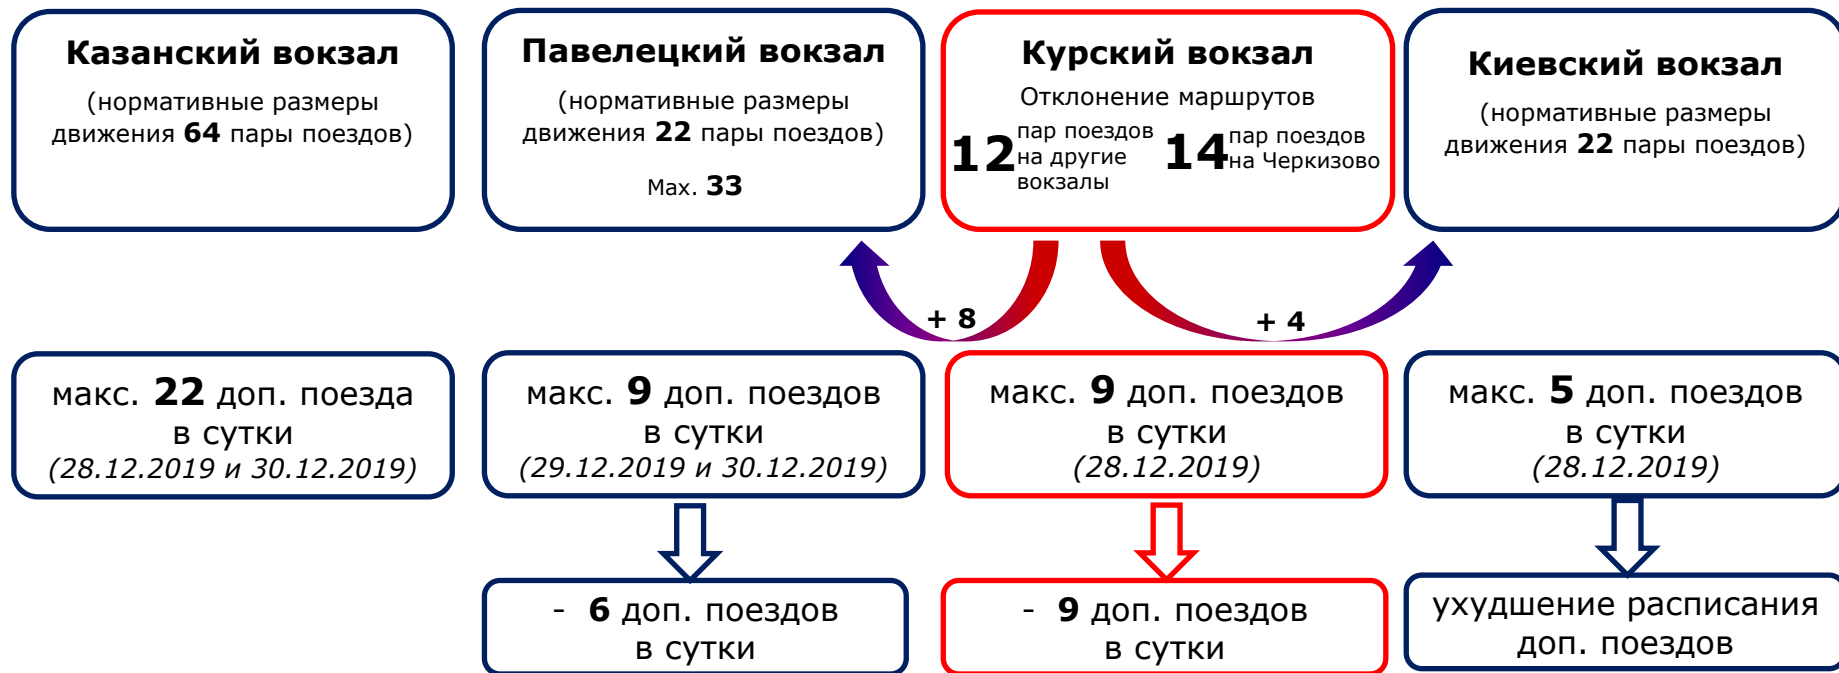 Казанский вокзал
(нормативные размеры
движения 64 пары поездов)
Павелецкий вокзал
(нормативные размеры
движения 22 пары поездов)
Max. 33
Курский вокзал
Отклонение маршрутов
12 пар поездов
на другие
вокзалы
14 пар поездов
на Черкизово
Киевский вокзал
(нормативные размеры
движения 22 пары поездов)
+ 8
+ 4
макс. 22 доп. поезда
в сутки
(28.12.2019 и 30.12.2019)
макс. 9 доп. поездов
в сутки
(29.12.2019 и 30.12.2019)
макс. 9 доп. поездов
в сутки
(28.12.2019)
макс. 5 доп. поездов
в сутки
(28.12.2019)
- 6 доп. поездов
в сутки
- 9 доп. поездов
в сутки
ухудшение расписания
доп. поездов